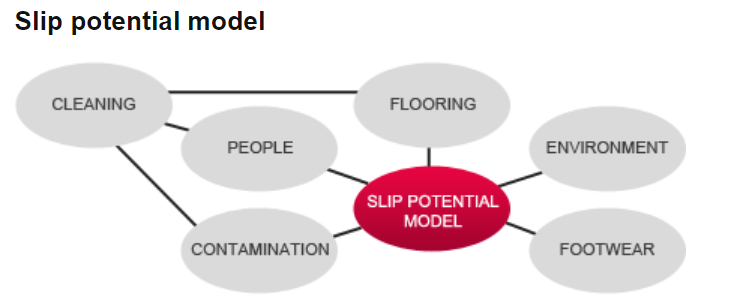 Slip potential model
CLEANING
FLOORING
PEOPLE
ENVIRONMENT
SLIP POTENTIAL
MODEL
CONTAMINATION
FOOTWEAR